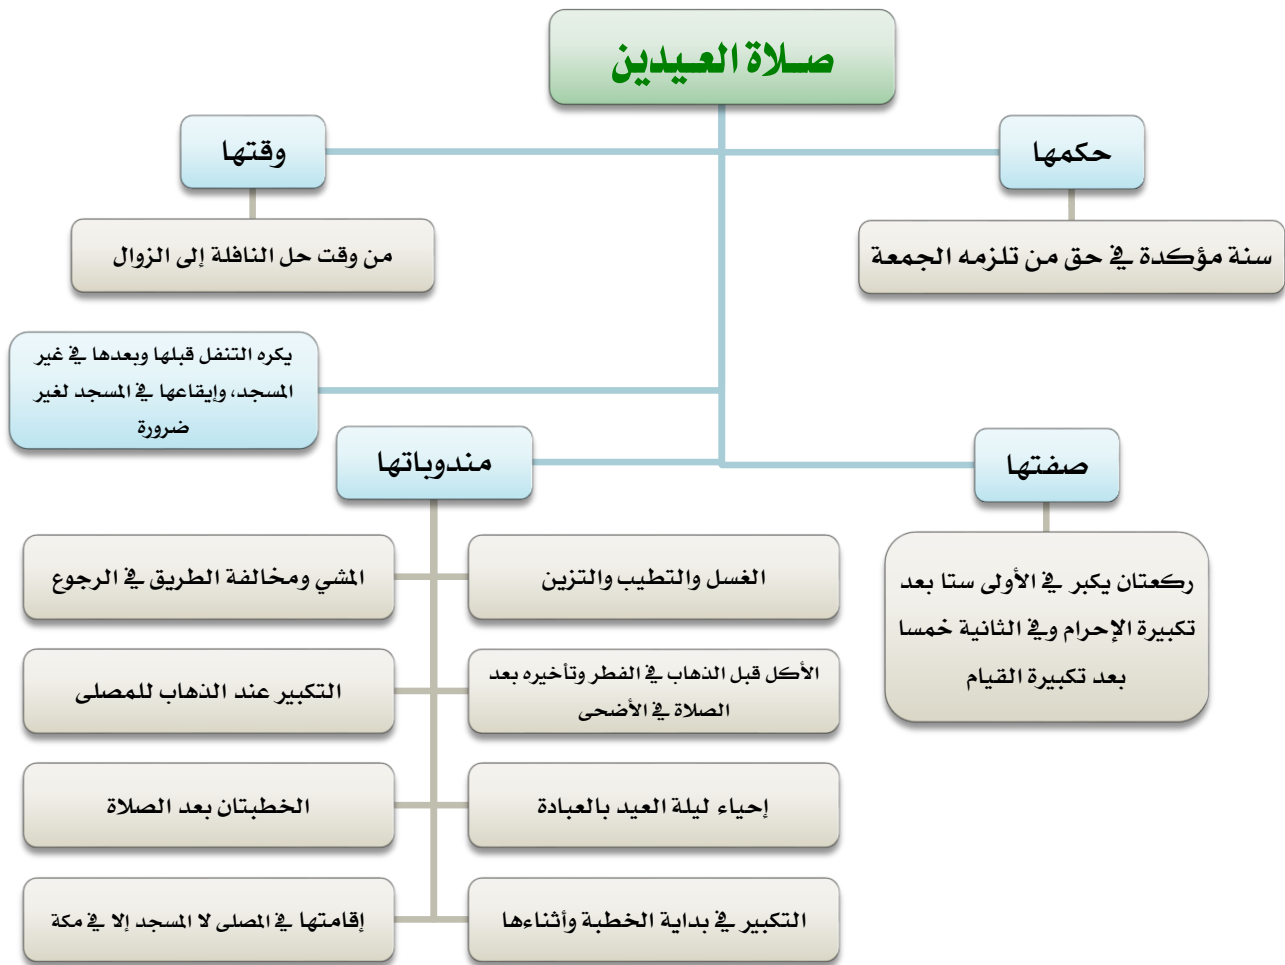 صلاة العيدين
حكمها
وقتها
سنة مؤكدة في حق من تلزمه الجمعة
من وقت حل النافلة إلى الزوال
يكره التنفل قبلها وبعدها في غير
المسجد، وإيقاعها في المسجد لغير
ضرورة
صفتها
مندوباتها
ركعتان يكبر في الأولى ستا بعد
تكبيرة الإحرام وفي الثانية خمسا
بعد تكبيرة القيام
الغسل والتطيب والتزين
المشي ومخالفة الطريق في الرجوع
الأكل قبل الذهاب في الفطر وتأخيره بعد
الصلاة في الأضحى
التكبير عند الذهاب للمصلى
إحياء ليلة العيد بالعبادة
الخطبتان بعد الصلاة
التكبير في بداية الخطبة وأثناءها
إقامتها في المصلى لا المسجد إلا في مكة